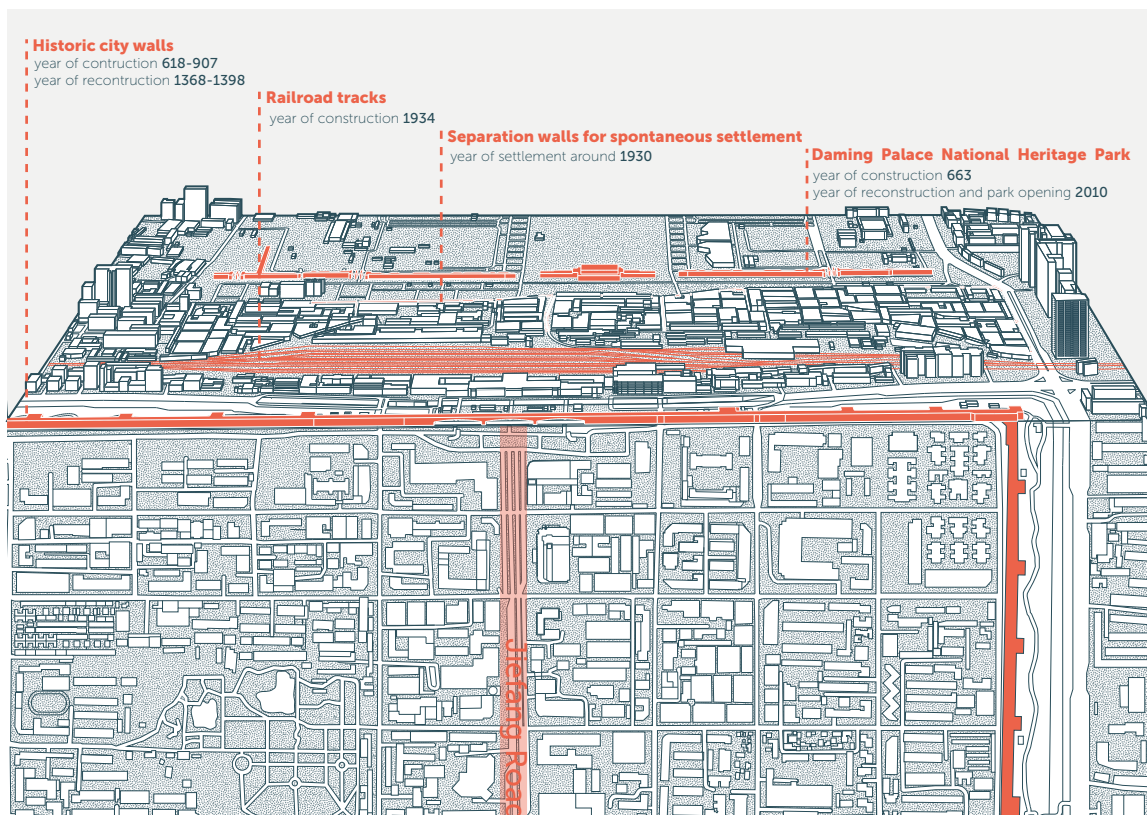 Historic city walls
year of contruction 618-907
year of recontruction 1368-1398
Railroad tracks
year of construction 1934
Separation walls for spontaneous settlement
year of settlement around 1930
Daming Palace National Heritage Park
year of construction 663
year of reconstruction and park opening 2010
Jiefang Road